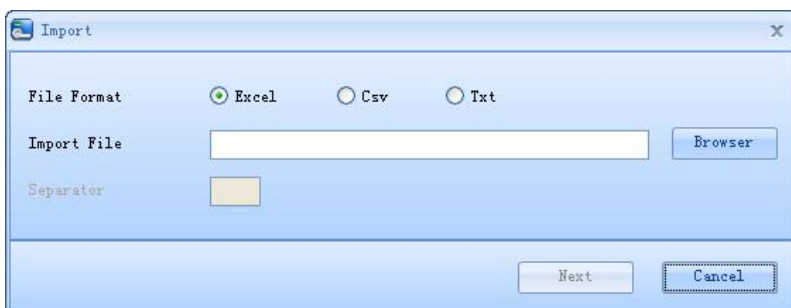 Import
File Format Excel Csv Txt
Import File Browser
Separator
Next Cancel